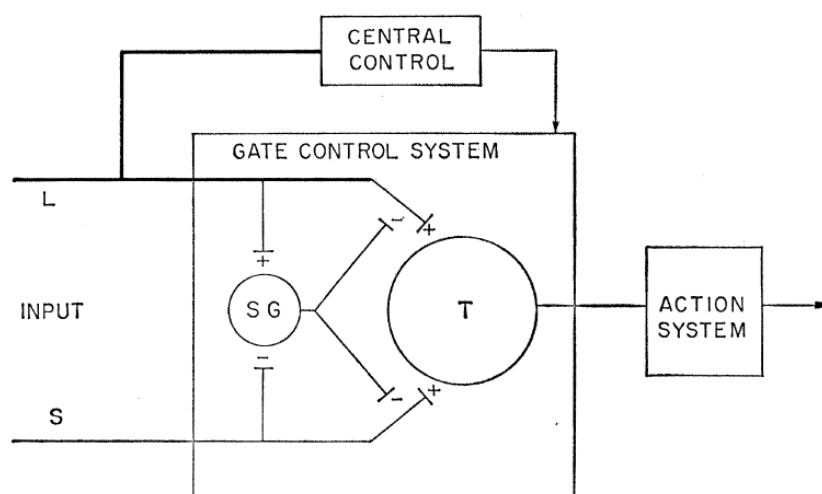 CENTRAL
CONTROL
GATE CONTROL SYSTEM
L
+
-
+
INPUT
SG
T
ACTION
SYSTEM
-
-
+
S